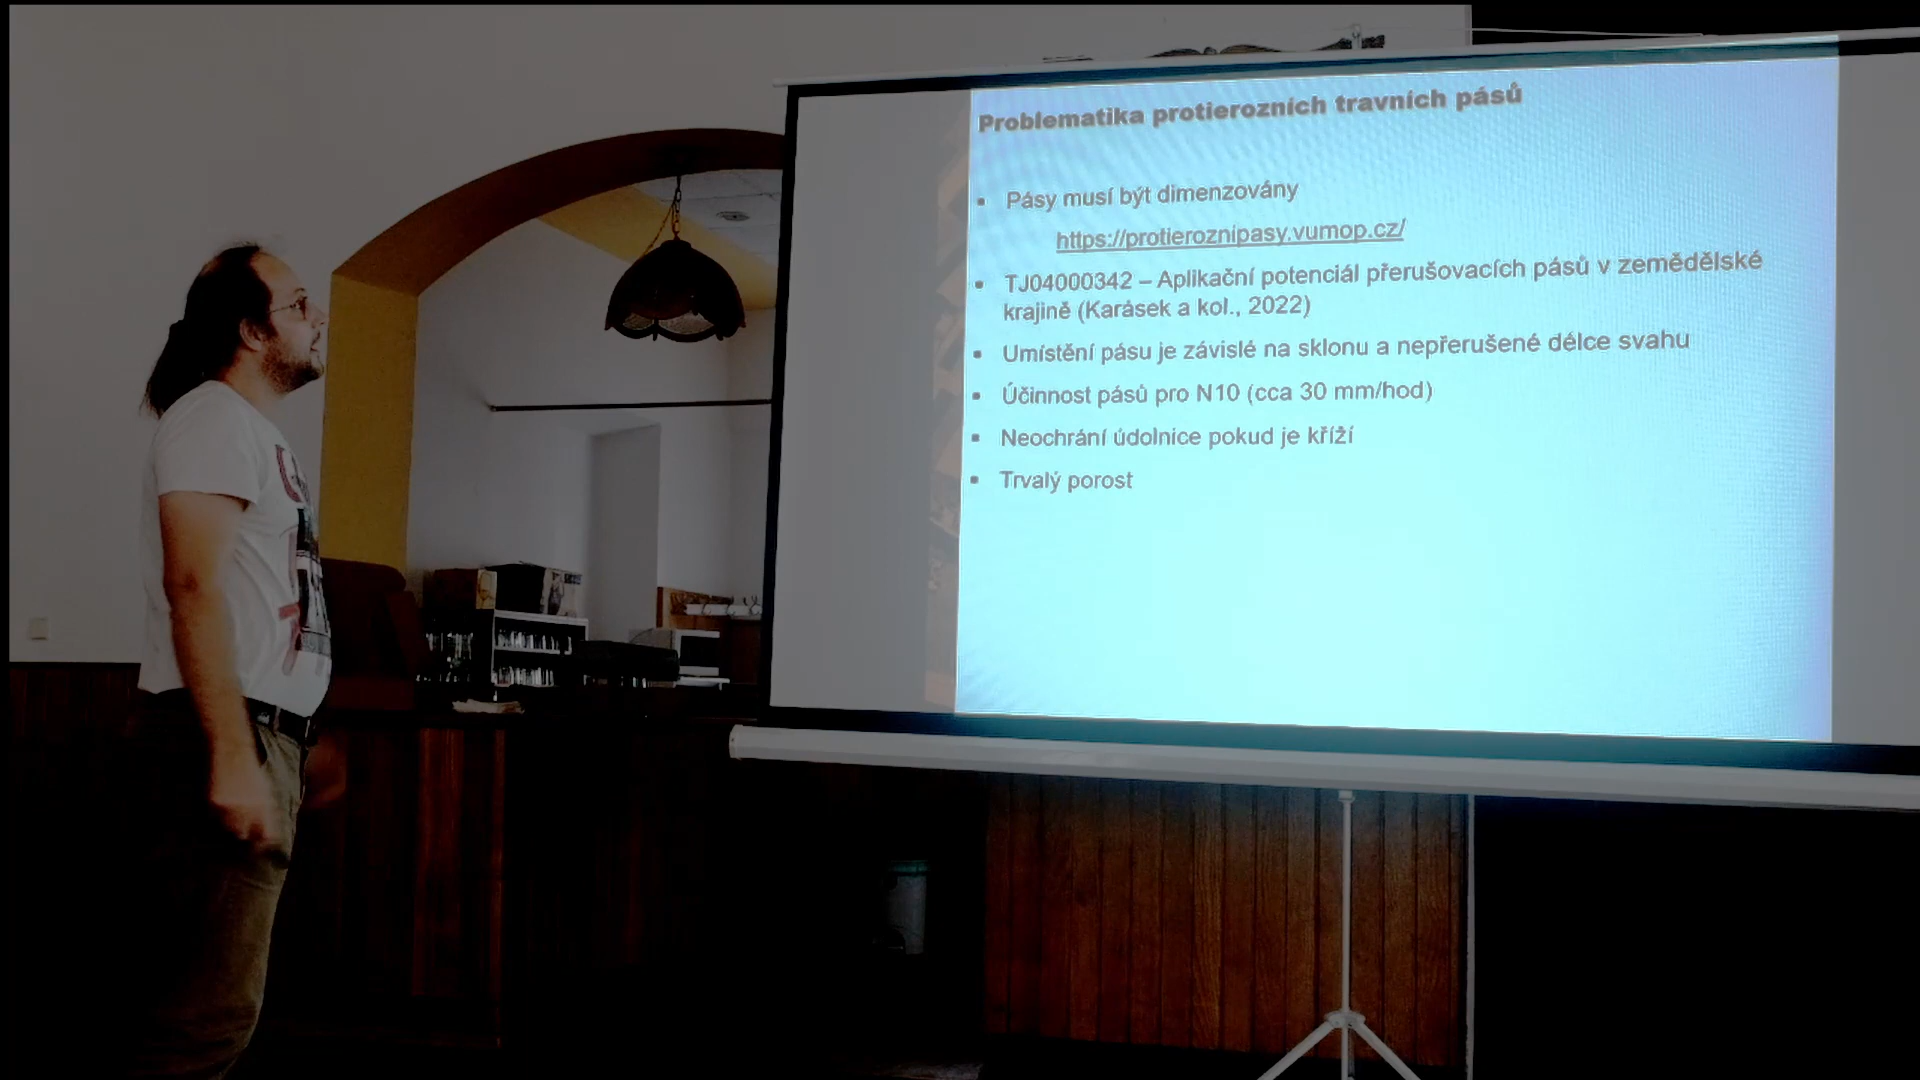 Problematika protierozních travních pásů
Pásy musí být dimenzovány
https://protieroznipasy.vumop.cz/
TJ04000342 – Aplikační potenciál přerušovacích pásů v zemědělské
krajině (Karásek a kol., 2022)
Umístění pásu je závislé na sklonu a nepřerušené délce svahu
Účinnost pásů pro N10 (cca 30 mm/hod)
Neochrání údolnice pokud je kříží
Trvalý porost